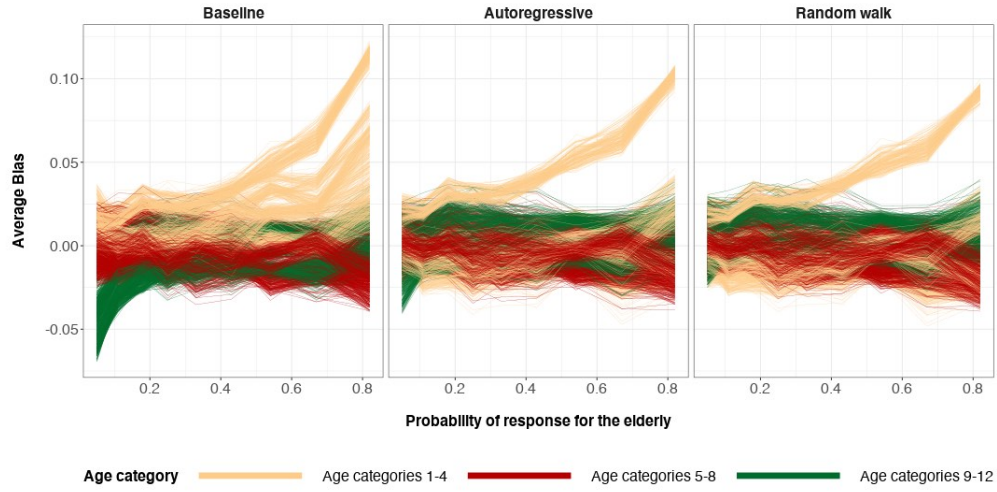 Baseline Autoregressive Random walk
Average Bias
0.10
0.05
0.00
-0.05
0.2 0.4 0.6 0.8 0.2 0.4 0.6 0.8 0.2 0.4 0.6 0.8
Probability of response for the elderly
Age category Age categories 1-4 Age categories 5-8 Age categories 9-12